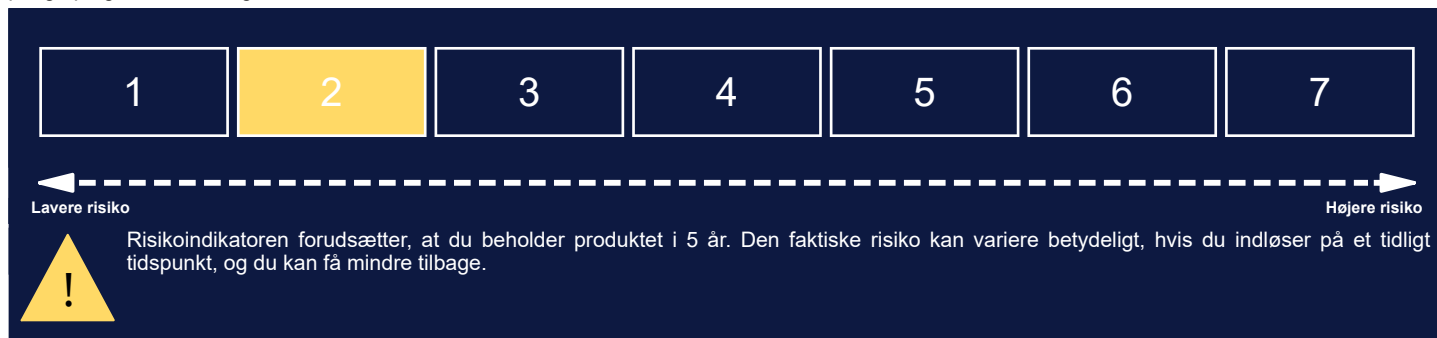 1 2 3 4 5 6 7
Lavere risiko Højere risiko
Risikoindikatoren forudsætter, at du beholder produktet i 5 år. Den faktiske risiko kan variere betydeligt, hvis du indløser på et tidligt
tidspunkt, og du kan få mindre tilbage.
!